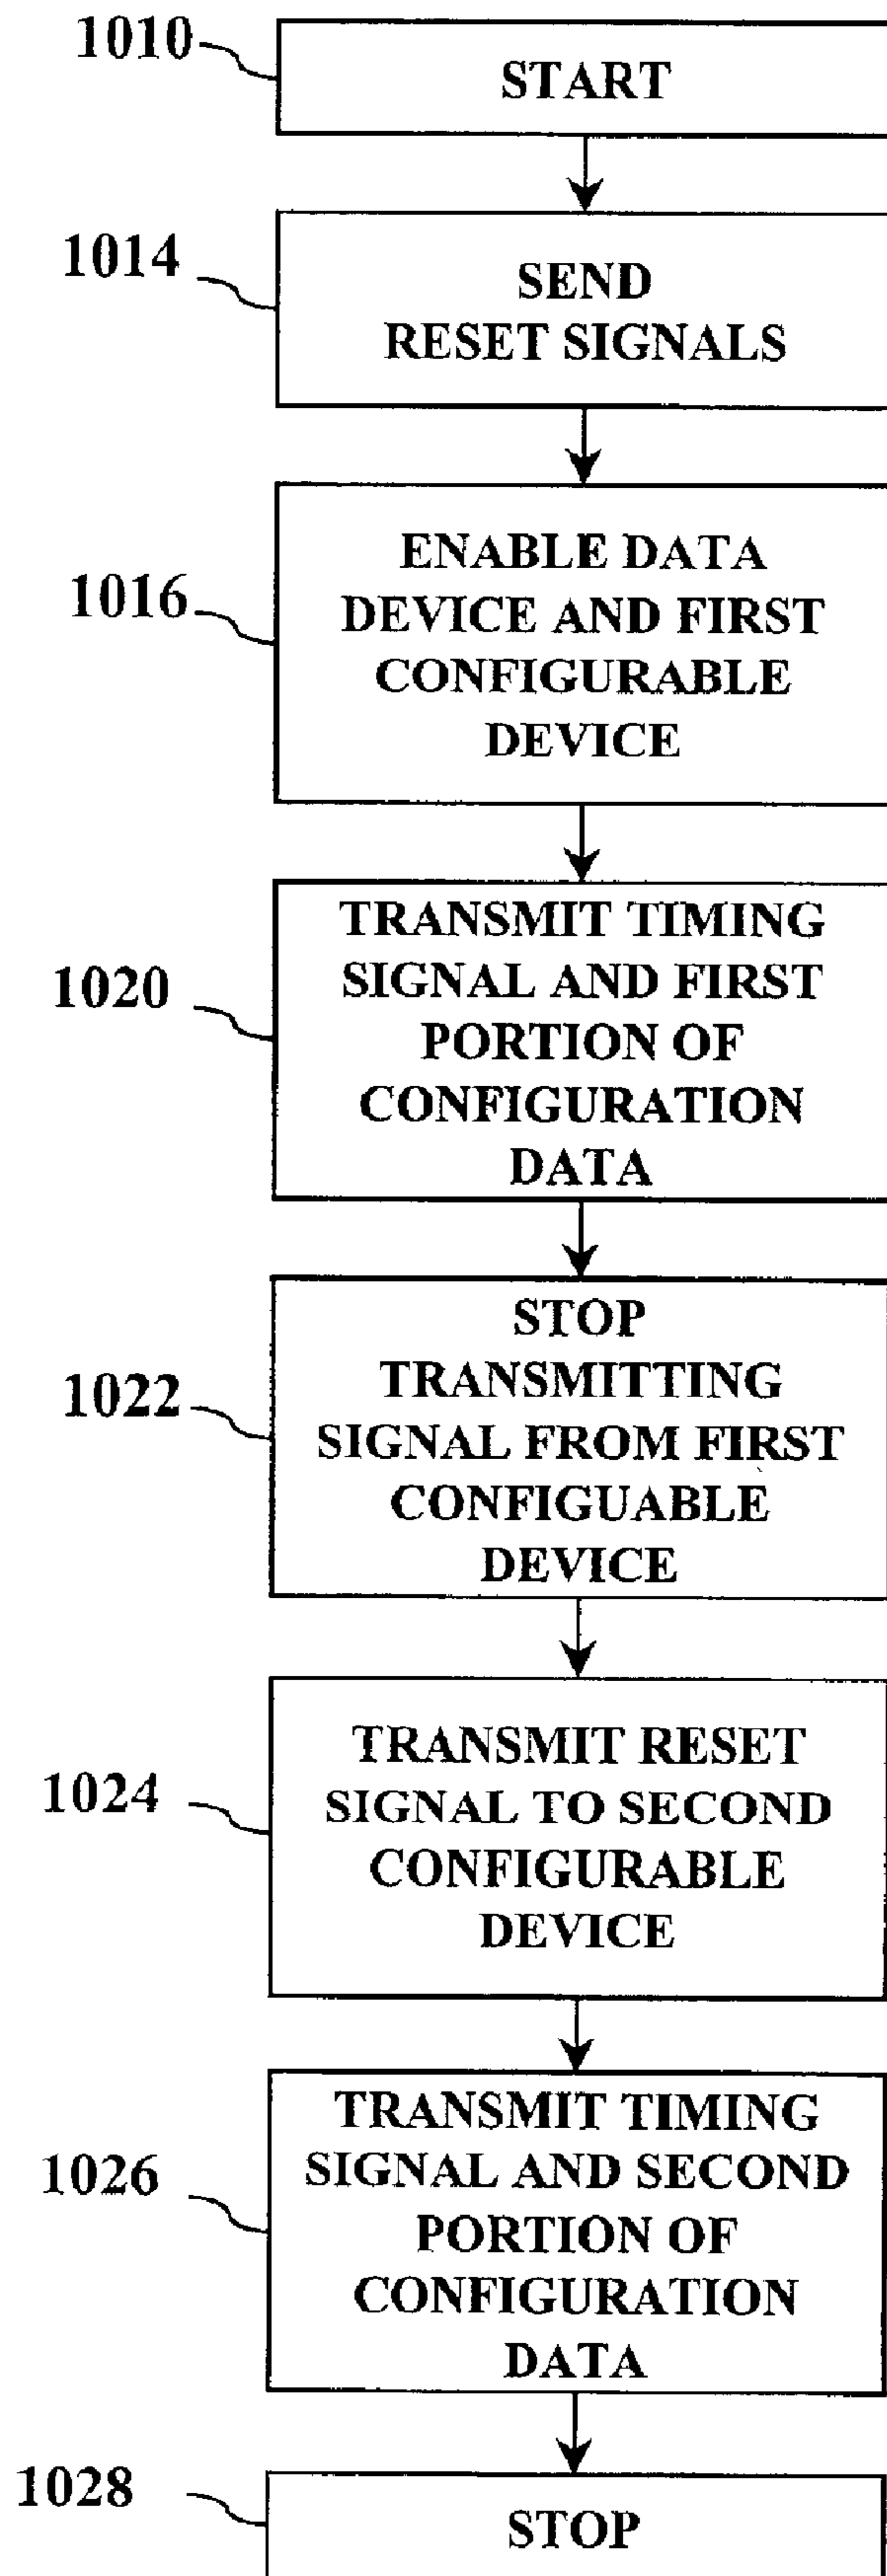 1010
START
1014
SEND
RESET SIGNALS
1016
ENABLE DATA
DEVICE AND FIRST
CONFIGURABLE
DEVICE
1020
TRANSMIT TIMING
SIGNAL AND FIRST
PORTION OF
CONFIGURATION
DATA
1022
STOP
TRANSMITTING
SIGNAL FROM FIRST
CONFIGUABLE
DEVICE
1024
TRANSMIT RESET
SIGNAL TO SECOND
CONFIGURABLE
DEVICE
1026
TRANSMIT TIMING
SIGNAL AND SECOND
PORTION OF
CONFIGURATION
DATA
1028
STOP